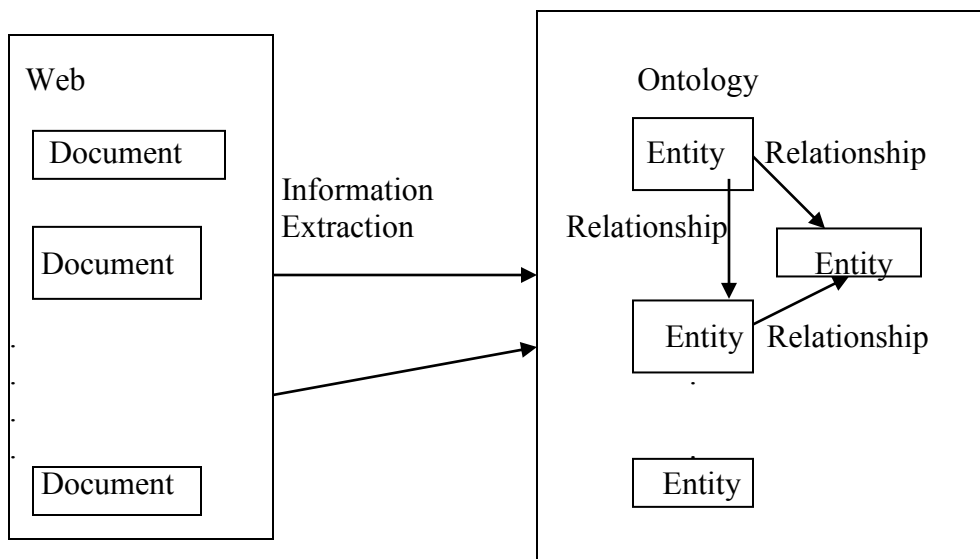 Web
Document
Document
Document
Information
Extraction
Ontology
Entity
Relationship
Relationship
Entity
Entity
Relationship
Entity